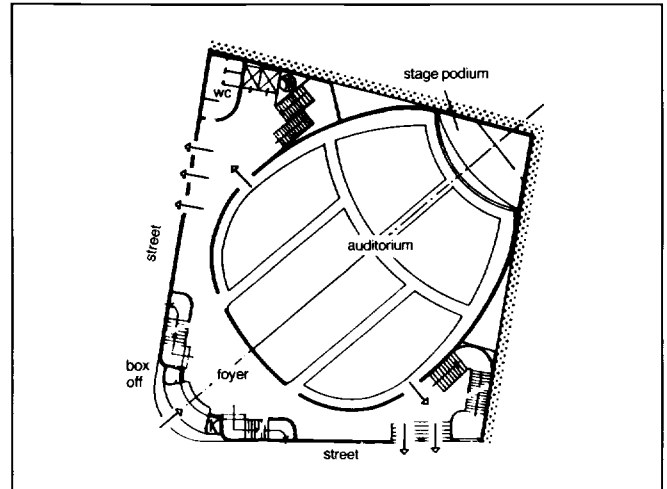 stage podium
wc
auditorium
street
box
off
foyer
street